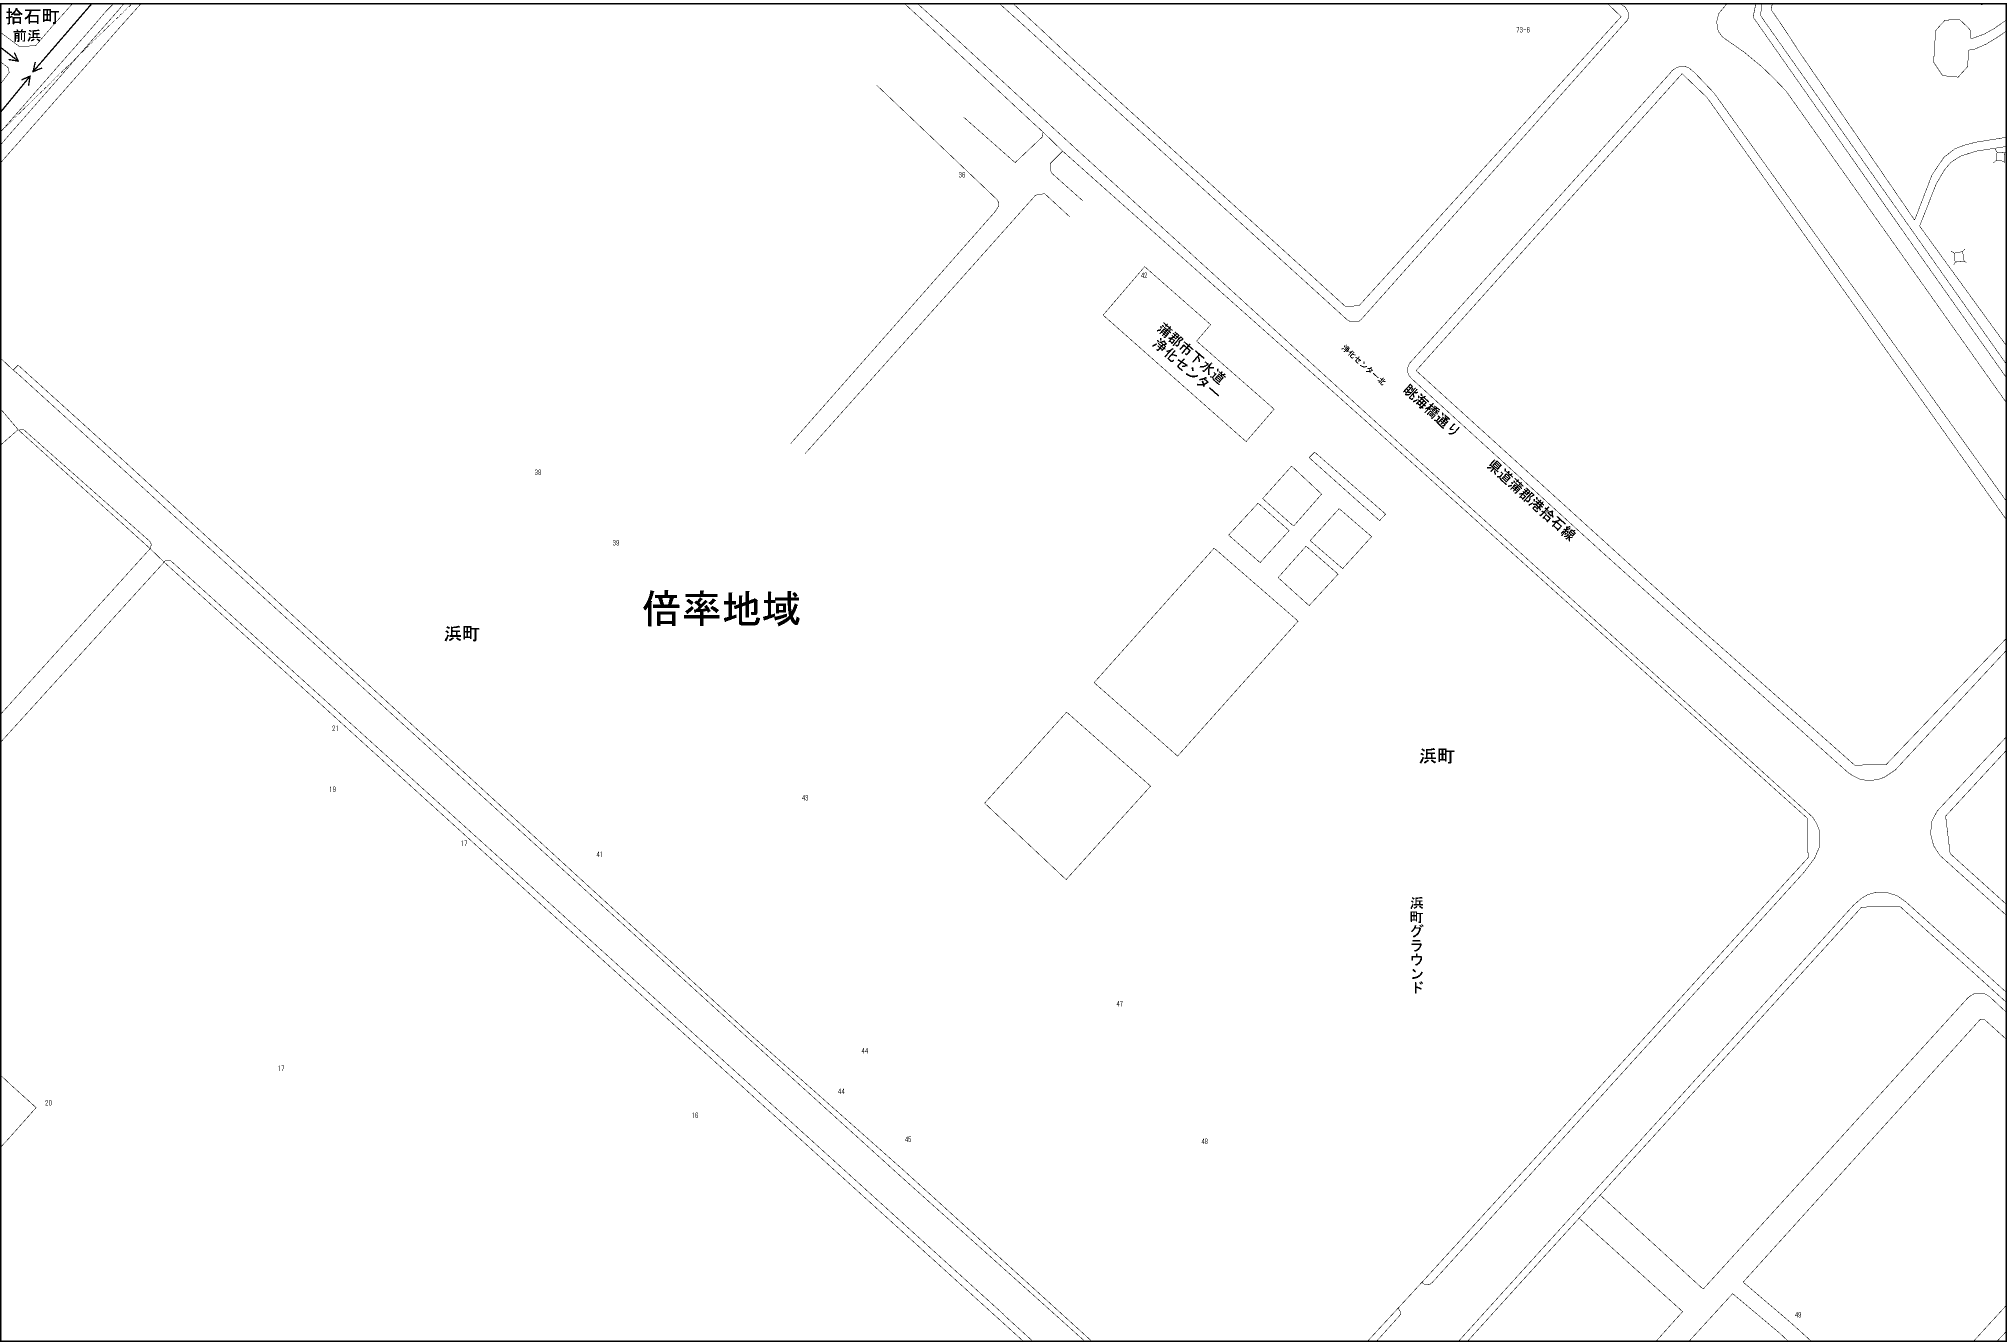 拾石町
前浜
73-6
36
42
蒲郡市下水道
浄化センター
浄化センター北
眺海橋通り
県道蒲郡港拾石線
38
39
倍率地域
浜町
21
浜町
19
43
17
41
浜町グラウンド
47
44
17
44
20
16
45
48
49